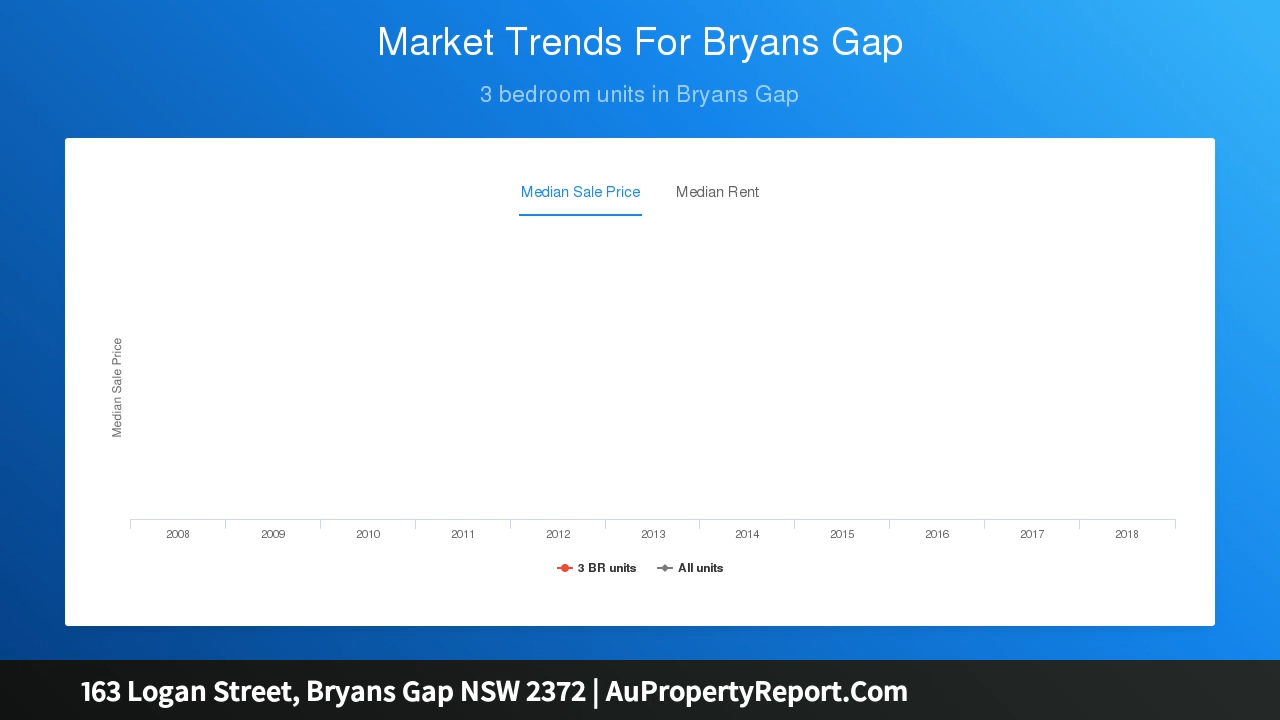 Market Trends For Bryans Gap
3 bedroom units in Bryans Gap
Median Sale Price Median Rent
Median Sale Price
2008 2009 2010 2011 2012 2013 2014 2015 2016 2017 2018
3 BR units All units
163 Logan Street, Bryans Gap NSW 2372 | AuPropertyReport.Com